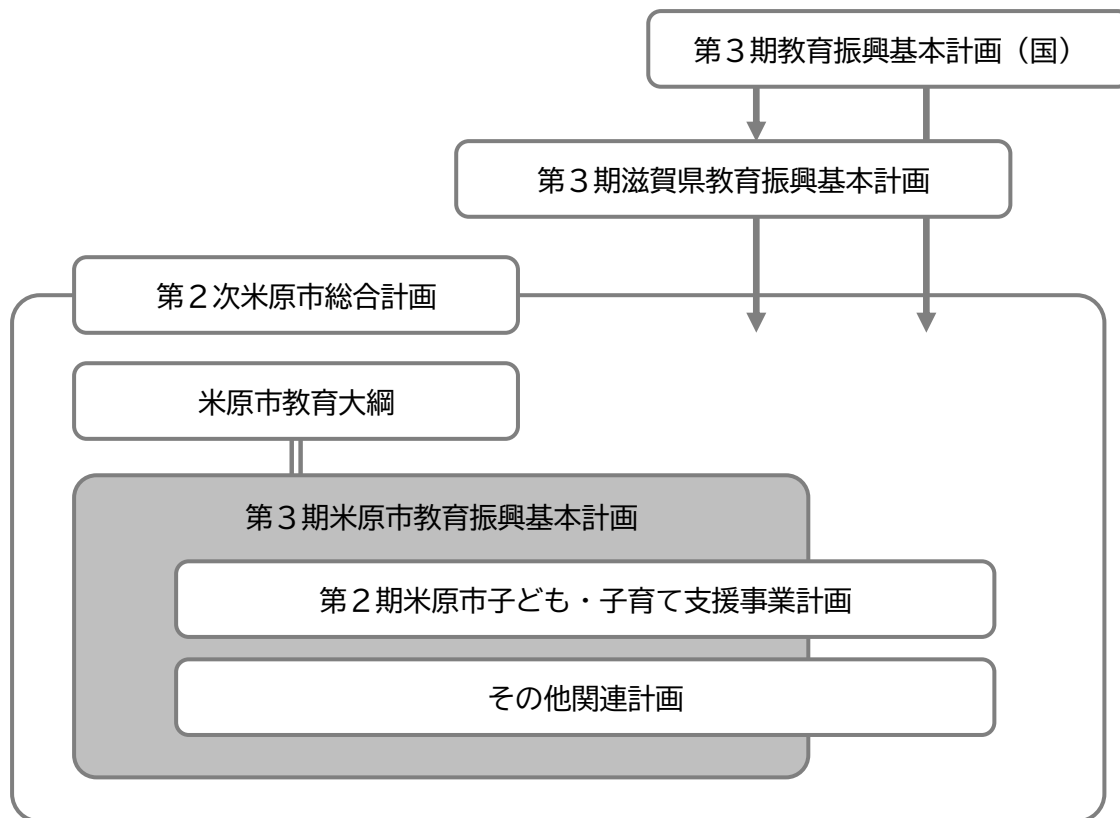 第３期教育振興基本計画（国）
第３期滋賀県教育振興基本計画
第２次米原市総合計画
米原市教育大綱
第３期米原市教育振興基本計画
第２期米原市子ども・子育て支援事業計画
その他関連計画